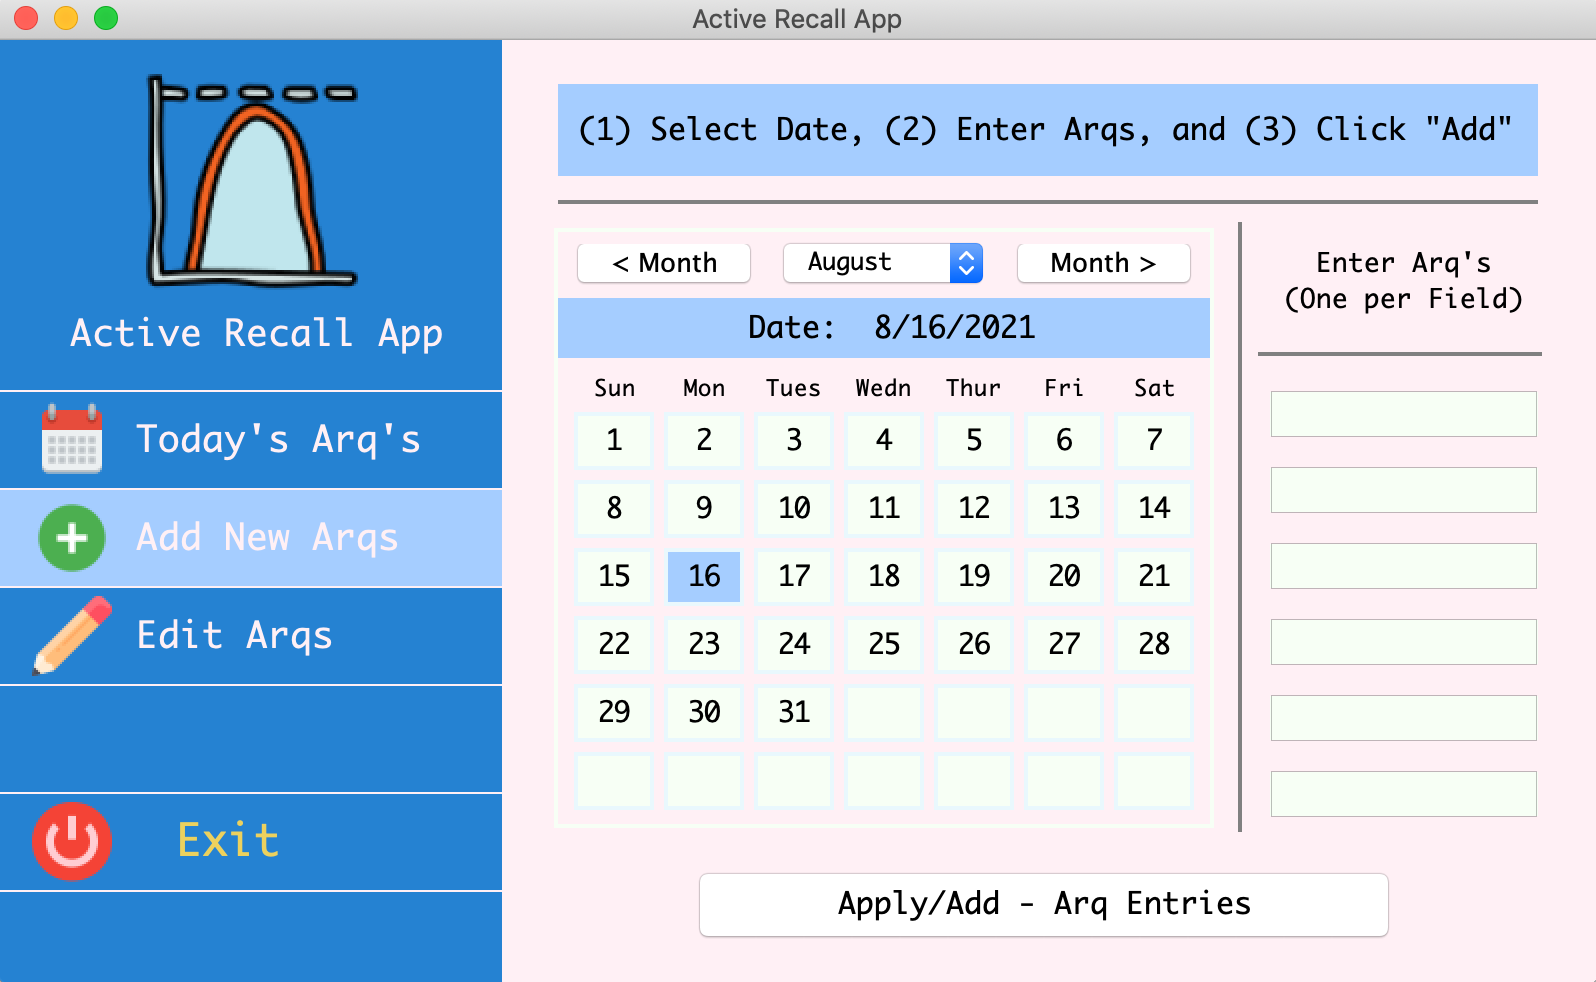 Active Recall App
Active Recall App
Today's Arq's
Add New Arqs
Edit Arqs
Exit
(1) Select Date, (2) Enter Arqs, and (3) Click "Add"
< Month August Month >
Date: 8/16/2021
Sun Mon Tues Wedn Thur Fri Sat
1 2 3 4 5 6 7
8 9 10 11 12 13 14
15 16 17 18 19 20 21
22 23 24 25 26 27 28
29 30 31
Enter Arq's
(One per Field)
Apply/Add - Arq Entries